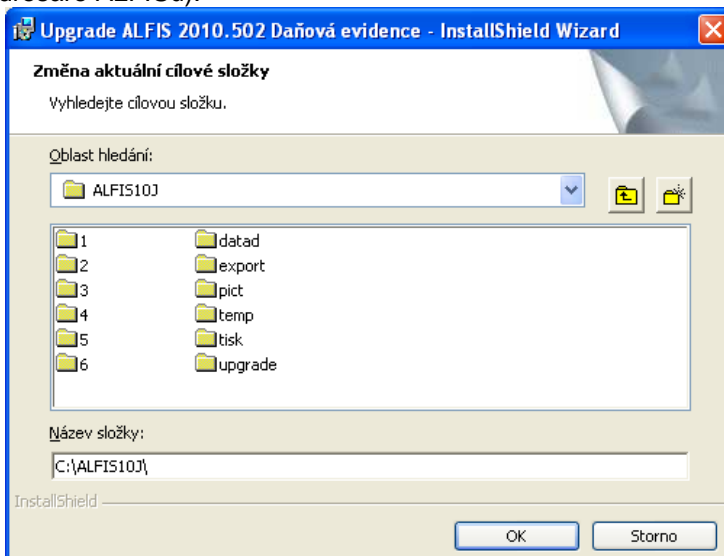 Upgrade ALFIS 2010.502 Daňová evidence - InstallShield Wizard
Změna aktuální cílové složky
Vyhledejte cílovou složku.
Oblast hledání:
ALFIS10J
1
2
3
4
5
6
datad
export
pict
temp
tisk
upgrade
Název složky:
C:\ALFIS10J\
InstallShield
OK
Storno